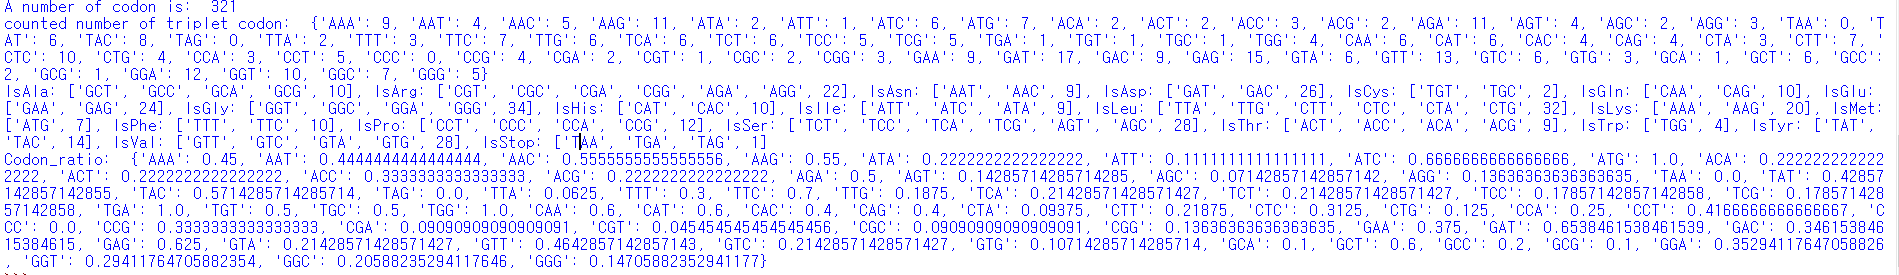 A number of codon is:  321
counted number of triplet codon:  {'AAA': 9, 'AAT': 4, 'AAC': 5, 'AAG': 11, 'ATA': 2, 'ATT': 1, 'ATC': 6, 'ATG': 7, 'ACA': 2, 'ACT': 2, 'ACC': 3, 'ACG': 2, 'AGA': 11, 'AGT': 4, 'AGC': 2, 'AGG': 3, 'TAA': 0, 'T
AT': 6, 'TAC': 8, 'TAG': 0, 'TTA': 2, 'TTT': 3, 'TTC': 7, 'TTG': 6, 'TCA': 6, 'TCT': 6, 'TCC': 5, 'TCG': 5, 'TGA': 1, 'TGT': 1, 'TGC': 1, 'TGG': 4, 'CAA': 6, 'CAT': 6, 'CAC': 4, 'CAG': 4, 'CTA': 3, 'CTT': 7, '
CTC': 10, 'CTG': 4, 'CCA': 3, 'CCT': 5, 'CCC': 0, 'CCG': 4, 'CGA': 2, 'CGT': 1, 'CGC': 2, 'CGG': 3, 'GAA': 9, 'GAT': 17, 'GAC': 9, 'GAG': 15, 'GTA': 6, 'GTT': 13, 'GTC': 6, 'GTG': 3, 'GCA': 1, 'GCT': 6, 'GCC':
2, 'GCG': 1, 'GGA': 12, 'GGT': 10, 'GGC': 7, 'GGG': 5}
IsAla: ['GCT', 'GCC', 'GCA', 'GCG', 10], IsArg: ['CGT', 'CGC', 'CGA', 'CGG', 'AGA', 'AGG', 22], IsAsn: ['AAT', 'AAC', 9], IsAsp: ['GAT', 'GAC', 26], IsCys: ['TGT', 'TGC', 2], IsGln: ['CAA', 'CAG', 10], IsGlu:
['GAA', 'GAG', 24], IsGly: ['GGT', 'GGC', 'GGA', 'GGG', 34], IsHis: ['CAT', 'CAC', 10], IsIle: ['ATT', 'ATC', 'ATA', 9], IsLeu: ['TTA', 'TTG', 'CTT', 'CTC', 'CTA', 'CTG', 32], IsLys: ['AAA', 'AAG', 20], IsMet:
['ATG', 7], IsPhe: ['TTT', 'TTC', 10], IsPro: ['CCT', 'CCC', 'CCA', 'CCG', 12], IsSer: ['TCT', 'TCC', 'TCA', 'TCG', 'AGT', 'AGC', 28], IsThr: ['ACT', 'ACC', 'ACA', 'ACG', 9], IsTrp: ['TGG', 4], IsTyr: ['TAT',
'TAC', 14], IsVal: ['GTT', 'GTC', 'GTA', 'GTG', 28], IsStop: ['TAA', 'TGA', 'TAG', 1]
Codon_ratio:  {'AAA': 0.45, 'AAT': 0.4444444444444444, 'AAC': 0.5555555555555556, 'AAG': 0.55, 'ATA': 0.2222222222222222, 'ATT': 0.1111111111111111, 'ATC': 0.6666666666666666, 'ATG': 1.0, 'ACA': 0.222222222222
2222, 'ACT': 0.2222222222222222, 'ACC': 0.3333333333333333, 'ACG': 0.2222222222222222, 'AGA': 0.5, 'AGT': 0.14285714285714285, 'AGC': 0.07142857142857142, 'AGG': 0.13636363636363635, 'TAA': 0.0, 'TAT': 0.42857
142857142855, 'TAC': 0.5714285714285714, 'TAG': 0.0, 'TTA': 0.0625, 'TTT': 0.3, 'TTC': 0.7, 'TTG': 0.1875, 'TCA': 0.21428571428571427, 'TCT': 0.21428571428571427, 'TCC': 0.17857142857142858, 'TCG': 0.178571428
57142858, 'TGA': 1.0, 'TGT': 0.5, 'TGC': 0.5, 'TGG': 1.0, 'CAA': 0.6, 'CAT': 0.6, 'CAC': 0.4, 'CAG': 0.4, 'CTA': 0.09375, 'CTT': 0.21875, 'CTC': 0.3125, 'CTG': 0.125, 'CCA': 0.25, 'CCT': 0.4166666666666667, 'C
CC': 0.0, 'CCG': 0.3333333333333333, 'CGA': 0.09090909090909091, 'CGT': 0.045454545454545456, 'CGC': 0.09090909090909091, 'CGG': 0.13636363636363635, 'GAA': 0.375, 'GAT': 0.6538461538461539, 'GAC': 0.346153846
15384615, 'GAG': 0.625, 'GTA': 0.21428571428571427, 'GTT': 0.4642857142857143, 'GTC': 0.21428571428571427, 'GTG': 0.10714285714285714, 'GCA': 0.1, 'GCT': 0.6, 'GCC': 0.2, 'GCG': 0.1, 'GGA': 0.35294117647058826
, 'GGT': 0.29411764705882354, 'GGC': 0.20588235294117646, 'GGG': 0.14705882352941177}